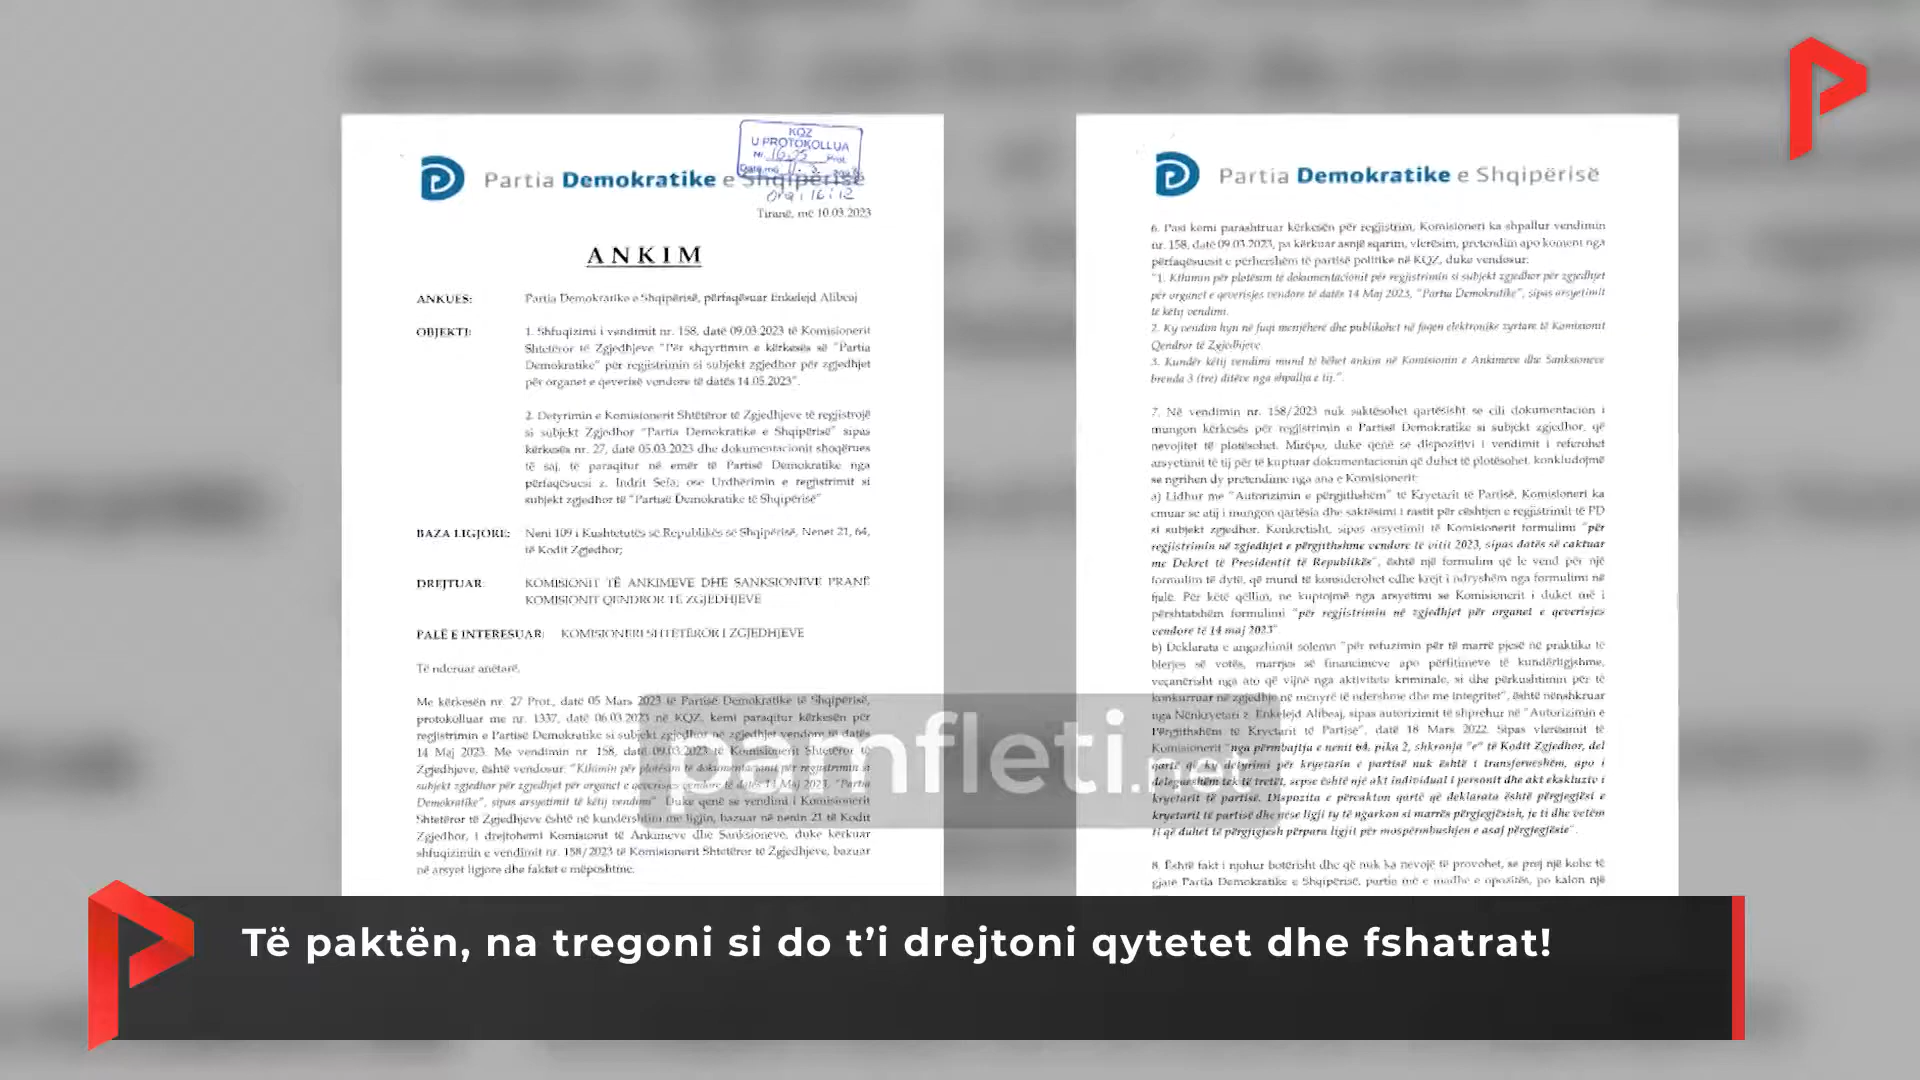 KQZ
U PROTOKOLLUA
Nr. 1605 Prot.
Ora: 16:12
Partia Demokratike e Shqipërisë
Tiranë, më 10.03.2023
ANKIM
ANKUES: Partia Demokratike e Shqipërisë, përfaqësuar Enkelejd Alibeaj
OBJEKTI: 1. Shfuqizimi i vendimit nr. 158, datë 09.03.2023 të Komisionerit
Shtetëror të Zgjedhjeve "Për shqyrtimin e kërkesës së "Partia
Demokratike" për regjistrimin si subjekt zgjedhor për zgjedhjet
për organet e qeverisë vendore të datës 14.05.2023".
2. Detyrimin e Komisionerit Shtetëror të Zgjedhjeve të regjistrojë
si subjekt Zgjedhor "Partia Demokratike e Shqipërisë" sipas
kërkesës nr. 27, datë 05.03.2023 dhe dokumentacionit shoqërues
të saj, të paraqitur në emër të Partisë Demokratike nga
përfaqësuesi z. Indrit Sefa; ose Urdhërimin e regjistrimit si
subjekt zgjedhor të "Partisë Demokratike të Shqipërisë"
BAZA LIGJORE: Neni 109 i Kushtetutës së Republikës së Shqipërisë, Nenet 21, 64,
të Kodit Zgjedhor;
DREJTUAR: KOMISIONIT TË ANKIMEVE DHE SANKSIONEVE PRANË
KOMISIONIT QENDROR TË ZGJEDHJEVE
PALË E INTERESUAR: KOMISIONERI SHTETËROR I ZGJEDHJEVE
Të nderuar anëtarë,
Me kërkesën nr. 27 Prot., datë 05 Mars 2023 të Partisë Demokratike të Shqipërisë,
protokolluar me nr. 1337, datë 06.03.2023 në KQZ, kemi paraqitur kërkesën për
regjistrimin e Partisë Demokratike si subjekt zgjedhor në zgjedhjet vendore të datës
14 Maj 2023. Me vendimin nr. 158, datë 09.03.2023 të Komisionerit Shtetëror të
Zgjedhjeve, është vendosur: "Kthimin për plotësim të dokumentacionit për regjistrimin si
subjekt zgjedhor për zgjedhjet për organet e qeverisjes vendore të datës 14 Maj 2023, "Partia
Demokratike", sipas arsyetimit të këtij vendimi". Duke qenë se vendimi i Komisionerit
Shtetëror të Zgjedhjeve është në kundërshtim me ligjin, bazuar në nenin 21 të Kodit
Zgjedhor, i drejtohemi Komisionit të Ankimeve dhe Sanksioneve, duke kërkuar
shfuqizimin e vendimit nr. 158/2023 të Komisionerit Shtetëror të Zgjedhjeve, bazuar
në arsyet ligjore dhe faktet e mëposhtme.
Partia Demokratike e Shqipërisë
6. Pasi kemi parashtruar kërkesën për regjistrim, Komisioneri ka shpallur vendimin
nr. 158, datë 09.03.2023, pa kërkuar asnjë sqarim, vlerësim, pretendim apo koment nga
përfaqësuesit e përhershëm të partisë politike në KQZ, duke vendosur:
"1. Kthimin për plotësim të dokumentacionit për regjistrimin si subjekt zgjedhor për zgjedhjet
për organet e qeverisjes vendore të datës 14 Maj 2023, "Partia Demokratike", sipas arsyetimit
të këtij vendimi.
2. Ky vendim hyn në fuqi menjëherë dhe publikohet në faqen elektronike zyrtare të Komisionit
Qendror të Zgjedhjeve.
3. Kundër këtij vendimi mund të bëhet ankim në Komisionin e Ankimeve dhe Sanksioneve
brenda 3 (tre) ditëve nga shpallja e tij.".
7. Në vendimin nr. 158/2023 nuk saktësohet qartësisht se cili dokumentacion i
mungon kërkesës për regjistrimin e Partisë Demokratike si subjekt zgjedhor, që
nevojitet të plotësohet. Mirëpo, duke qenë se dispozitivi i vendimit i referohet
arsyetimit të tij për të kuptuar dokumentacionin që duhet të plotësohet, konkludojmë
se ngrihen dy pretendime nga ana e Komisionerit:
a) Lidhur me "Autorizimin e përgjithshëm" të Kryetarit të Partisë, Komisioneri ka
çmuar se atij i mungon qartësia dhe saktësimi i rastit për çështjen e regjistrimit të PD
si subjekt zgjedhor. Konkretisht, sipas arsyetimit të Komisionerit formulimi "për
regjistrimin në zgjedhjet e përgjithshme vendore të vitit 2023, sipas datës së caktuar
me Dekret të Presidentit të Republikës", është një formulim që le vend për një
formulim të dytë, që mund të konsiderohet edhe krejt i ndryshëm nga formulimi në
fjalë. Për këtë qëllim, ne kuptojmë nga arsyetimi se Komisionerit i duket më i
përshtatshëm formulimi "për regjistrimin në zgjedhjet për organet e qeverisjes
vendore të 14 maj 2023".
b) Deklarata e angazhimit solemn "për refuzimin për të marrë pjesë në praktika të
blerjes së votës, marrjes së financimeve apo përfitimeve të kundërligjshme,
veçanërisht nga ato që vijnë nga aktivitete kriminale, si dhe përkushtimin për të
konkurruar në zgjedhje në mënyrë të ndershme dhe me integritet", është nënshkruar
nga Nënkryetari z. Enkelejd Alibeaj, sipas autorizimit të shprehur në "Autorizimin e
Përgjithshëm të Kryetarit të Partisë", datë 18 Mars 2022. Sipas vlerësimit të
Komisionerit "nga përmbajtja e nenit 64, pika 2, shkronja "e" të Kodit Zgjedhor, del
qartë që ky detyrimi për kryetarin e partisë nuk është i transferueshëm, apo i
delegueshëm tek të tretët, sepse është një akt individual i personit dhe akt ekskluziv i
kryetarit të partisë. Dispozita e përcakton qartë që deklarata është përgjegjësi e
kryetarit të partisë dhe nëse ligji ty të ngarkon si marrës përgjegjësish, je ti dhe vetëm
ti që duhet të përgjigjesh përpara ligjit për mospërmbushjen e asaj përgjegjësie".
8. Është fakt i njohur botërisht dhe që nuk ka nevojë të provohet, se prej një kohe të
gjatë Partia Demokratike e Shqipërisë, partia më e madhe e opozitës, po kalon një
pamfleti.net
Të paktën, na tregoni si do t'i drejtoni qytetet dhe fshatrat!